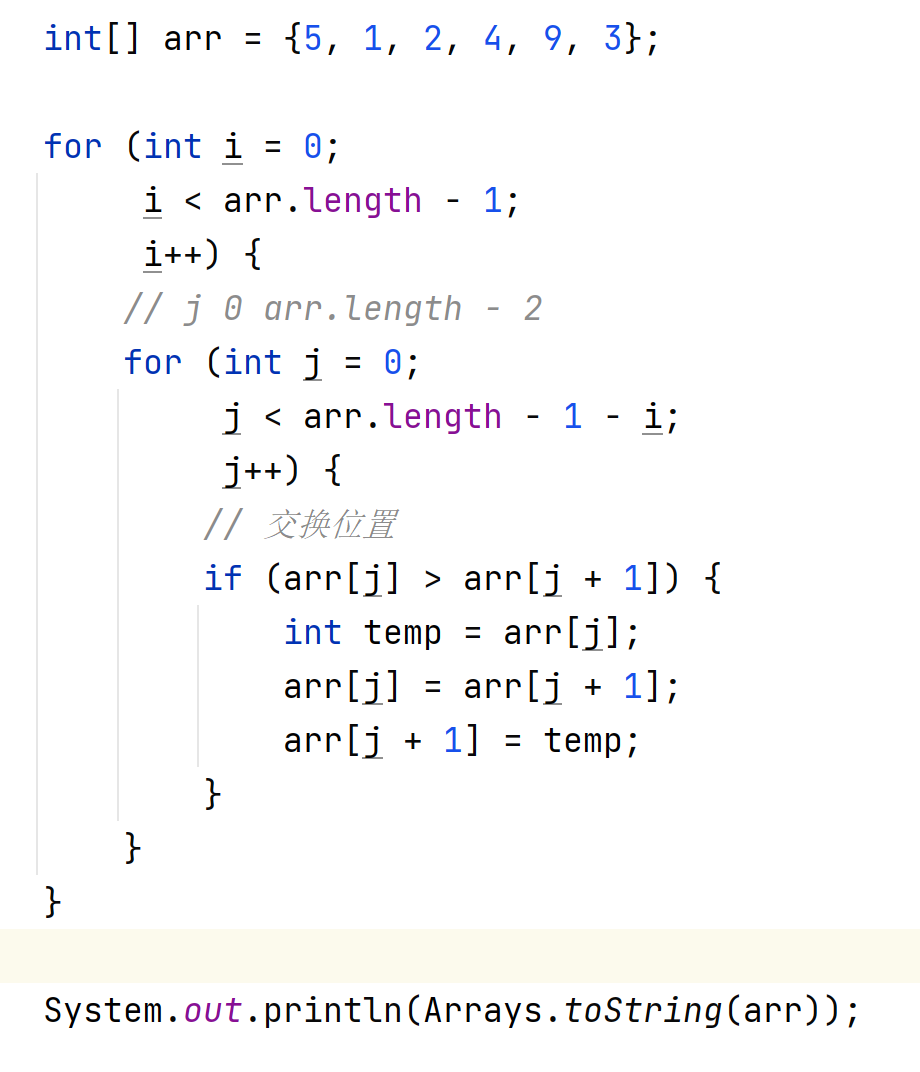 int[] arr = {5, 1, 2, 4, 9, 3};
for (int i = 0;
i < arr.length - 1;
i++) {
// j 0 arr.length - 2
for (int j = 0;
j < arr.length - 1 - i;
j++) {
// 交换位置
if (arr[j] > arr[j + 1]) {
int temp = arr[j];
arr[j] = arr[j + 1];
arr[j + 1] = temp;
}
}
}
System.out.println(Arrays.toString(arr));